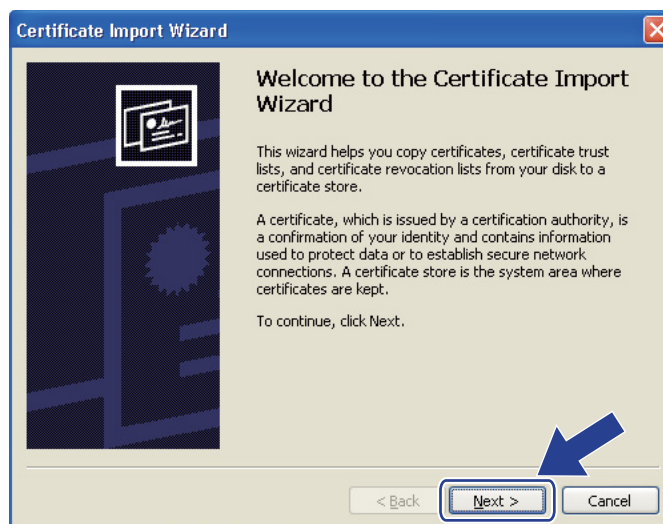 Certificate Import Wizard
Welcome to the Certificate Import
Wizard
This wizard helps you copy certificates, certificate trust
lists, and certificate revocation lists from your disk to a
certificate store.
A certificate, which is issued by a certification authority, is
a confirmation of your identity and contains information
used to protect data or to establish secure network
connections. A certificate store is the system area where
certificates are kept.
To continue, click Next.
< Back Next > Cancel